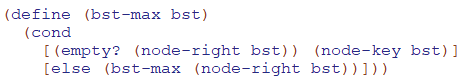 (define (bst-max bst)
  (cond
    [(empty? (node-right bst)) (node-key bst)]
    [else (bst-max (node-right bst))]))